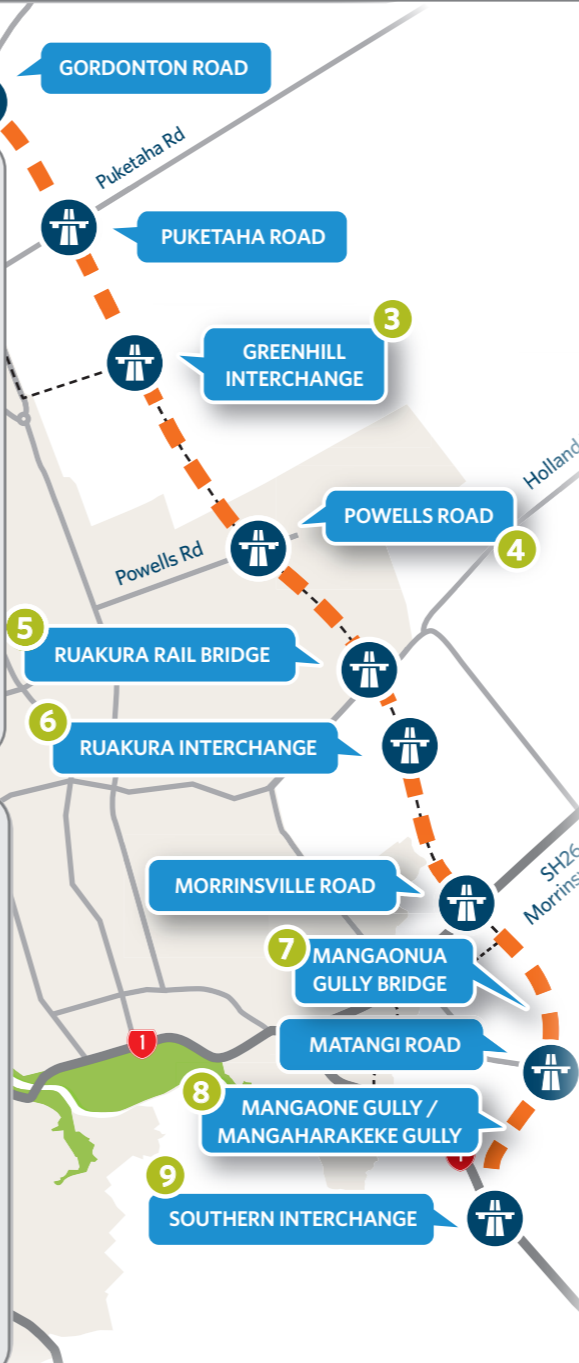 GORDONTON ROAD
Puketaha Rd
PUKETAHA ROAD
3
GREENHILL
INTERCHANGE
Holland
POWELLS ROAD
4
Powells Rd
5
RUAKURA RAIL BRIDGE
6
RUAKURA INTERCHANGE
SH26
Morrins
MORRINSVILLE ROAD
7
MANGAONUA
GULLY BRIDGE
1
MATANGI ROAD
8
MANGAONE GULLY /
MANGAHARAKEKE GULLY
9
SOUTHERN INTERCHANGE